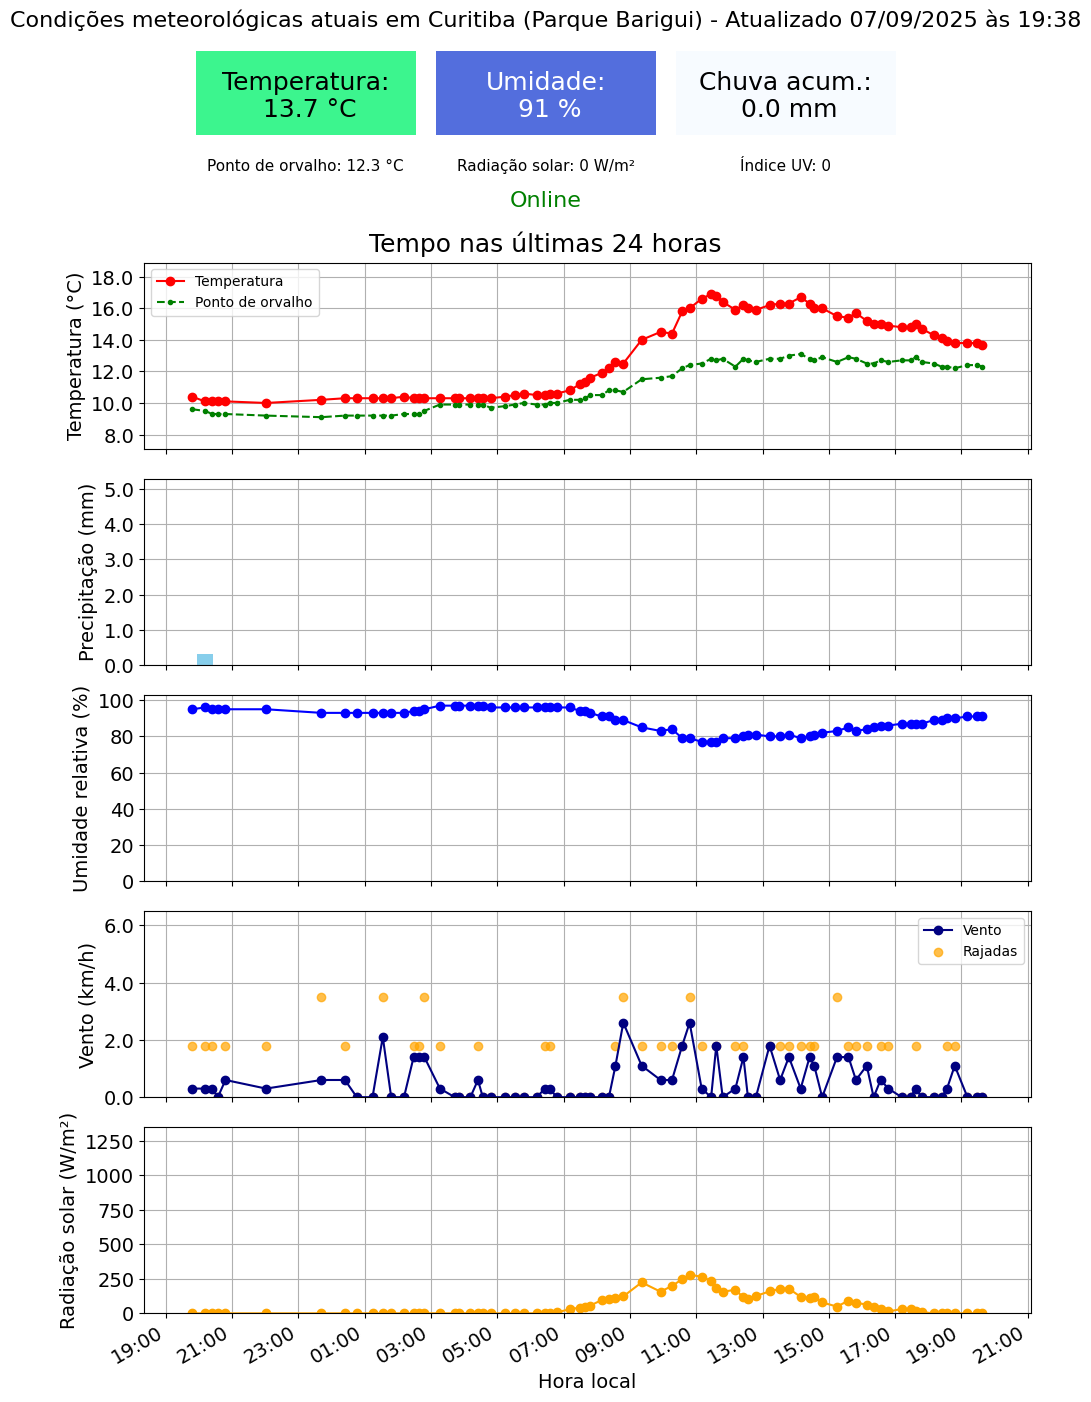 Condições meteorológicas atuais em Curitiba (Parque Barigui) - Atualizado 07/09/2025 às 19:38
Temperatura:
13.7 °C
Umidade:
91 %
Chuva acum.:
0.0 mm
Ponto de orvalho: 12.3 °C
Radiação solar: 0 W/m²
Índice UV: 0
Online
Tempo nas últimas 24 horas
Temperatura (°C)
18.0
16.0
14.0
12.0
10.0
8.0
Temperatura
Ponto de orvalho
Precipitação (mm)
5.0
4.0
3.0
2.0
1.0
0.0
Umidade relativa (%)
100
80
60
40
20
0
Vento (km/h)
6.0
4.0
2.0
0.0
Vento
Rajadas
Radiação solar (W/m²)
1250
1000
750
500
250
0
19:00
21:00
23:00
01:00
03:00
05:00
07:00
09:00
11:00
13:00
15:00
17:00
19:00
21:00
Hora local